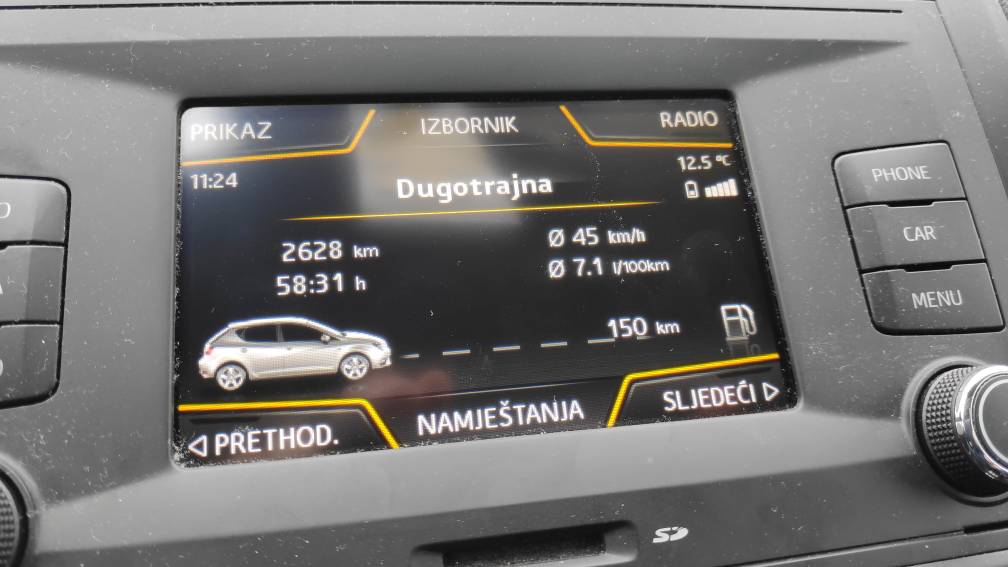 PRIKAZ
IZBORNIK
RADIO
11:24
Dugotrajna
12.5 °C
2628 km
Ø 45 km/h
58:31 h
Ø 7.1 l/100km
150 km
PRETHOD.
NAMJEŠTANJA
SLJEDEĆI
PHONE
CAR
MENU
SD